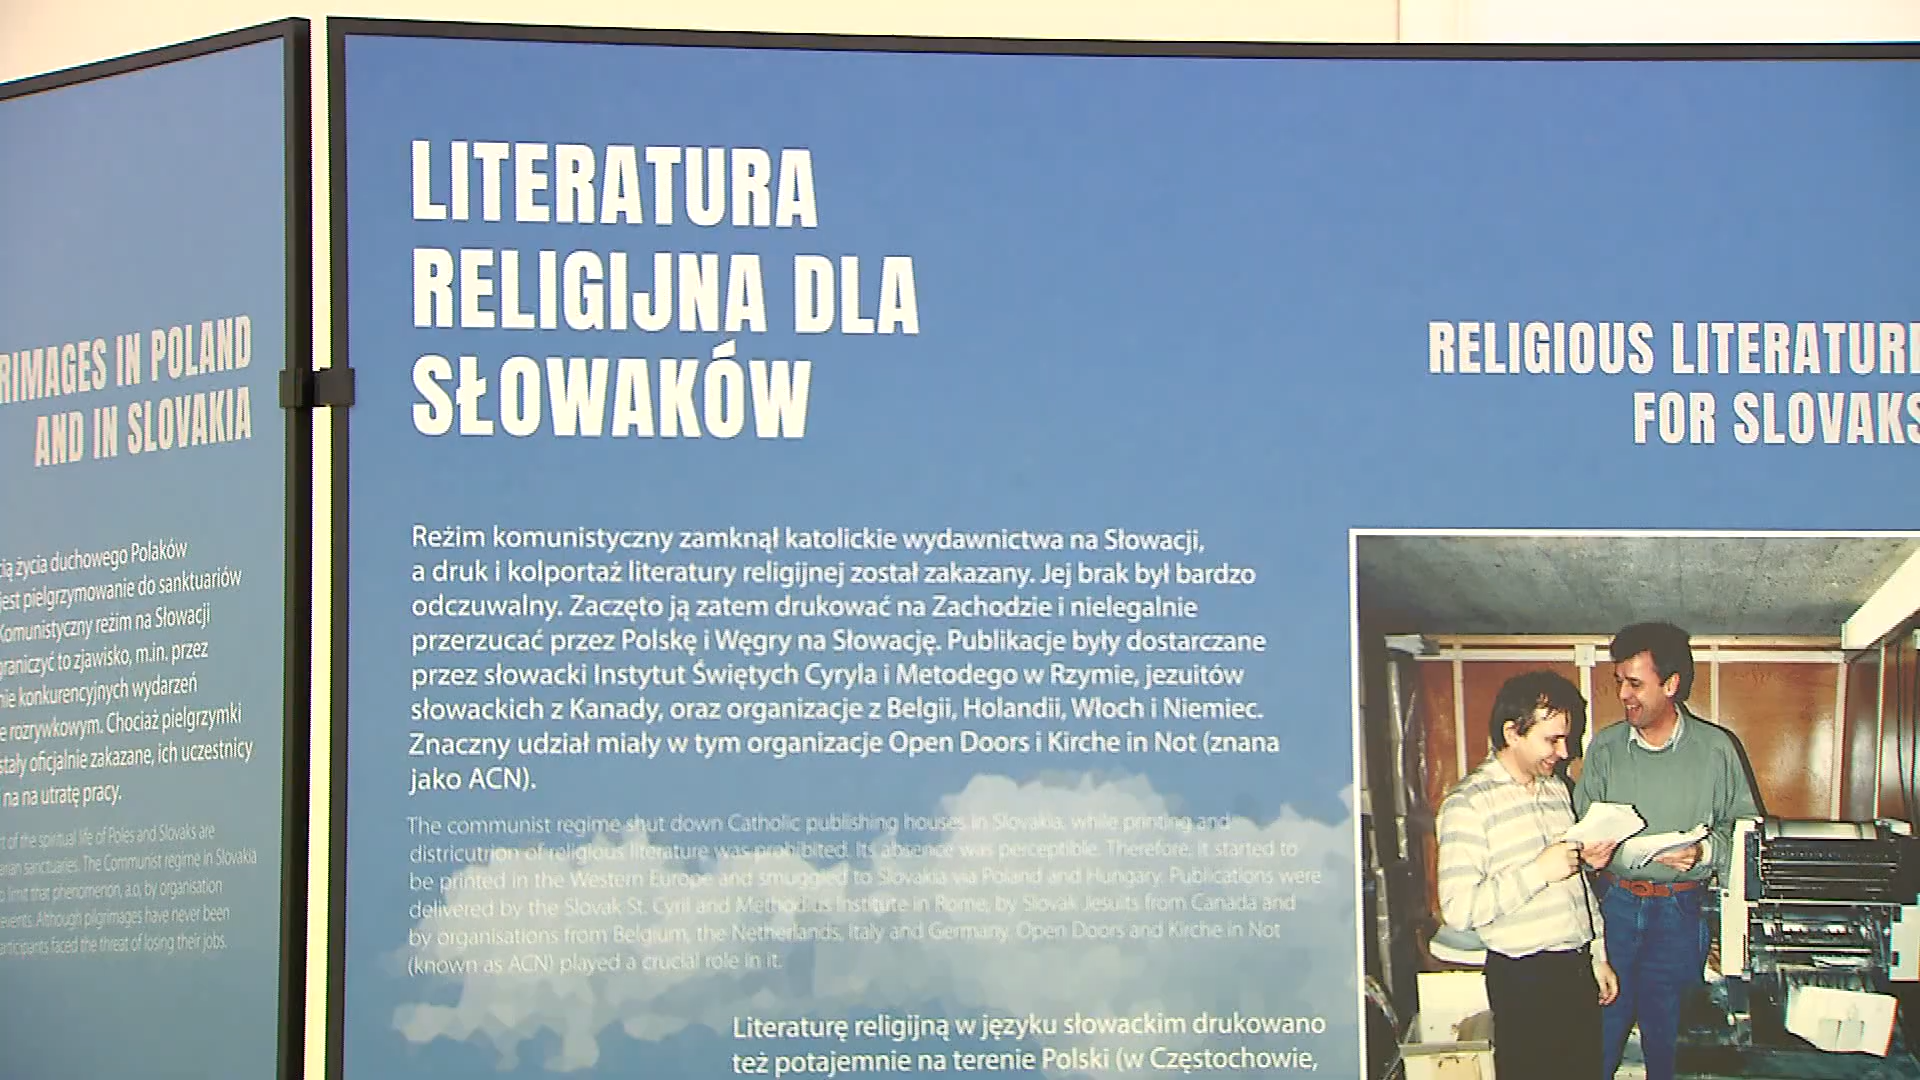 RIMAGES IN POLAND
AND IN SLOVAKIA
cią życia duchowego Polaków
jest pielgrzymowanie do sanktuariów
Komunistyczny reżim na Słowacji
graniczyć to zjawisko, m.in. przez
nie konkurencyjnych wydarzeń
e rozrywkowym. Chociaż pielgrzymki
stały oficjalnie zakazane, ich uczestnicy
na na utratę pracy.
t of the spiritual life of Poles and Slovaks are
arian sanctuaries. The Communist regime in Slovakia
o limit that phenomenon, a.o, by organisation
events. Although pilgrimages have never been
articipants faced the threat of losing their jobs.
LITERATURA
RELIGIJNA DLA
SŁOWAKÓW
RELIGIOUS LITERATURE
FOR SLOVAKS
Reżim komunistyczny zamknął katolickie wydawnictwa na Słowacji,
a druk i kolportaż literatury religijnej został zakazany. Jej brak był bardzo
odczuwalny. Zaczęto ją zatem drukować na Zachodzie i nielegalnie
przerzucać przez Polskę i Węgry na Słowację. Publikacje były dostarczane
przez słowacki Instytut Świętych Cyryla i Metodego w Rzymie, jezuitów
słowackich z Kanady, oraz organizacje z Belgii, Holandii, Włoch i Niemiec.
Znaczny udział miały w tym organizacje Open Doors i Kirche in Not (znana
jako ACN).
The communist regime shut down Catholic publishing houses in Slovakia, while printing and
districutrion of religious literature was prohibited. Its absence was perceptible. Therefore, it started to
be printed in the Western Europe and smuggled to Slovakia via Poland and Hungary. Publications were
delivered by the Slovak St. Cyril and Methodius Institute in Rome, by Slovak Jesuits from Canada and
by organisations from Belgium, the Netherlands, Italy and Germany. Open Doors and Kirche in Not
(known as ACN) played a crucial role in it.
Literaturę religijną w języku słowackim drukowano
też potajemnie na terenie Polski (w Częstochowie,